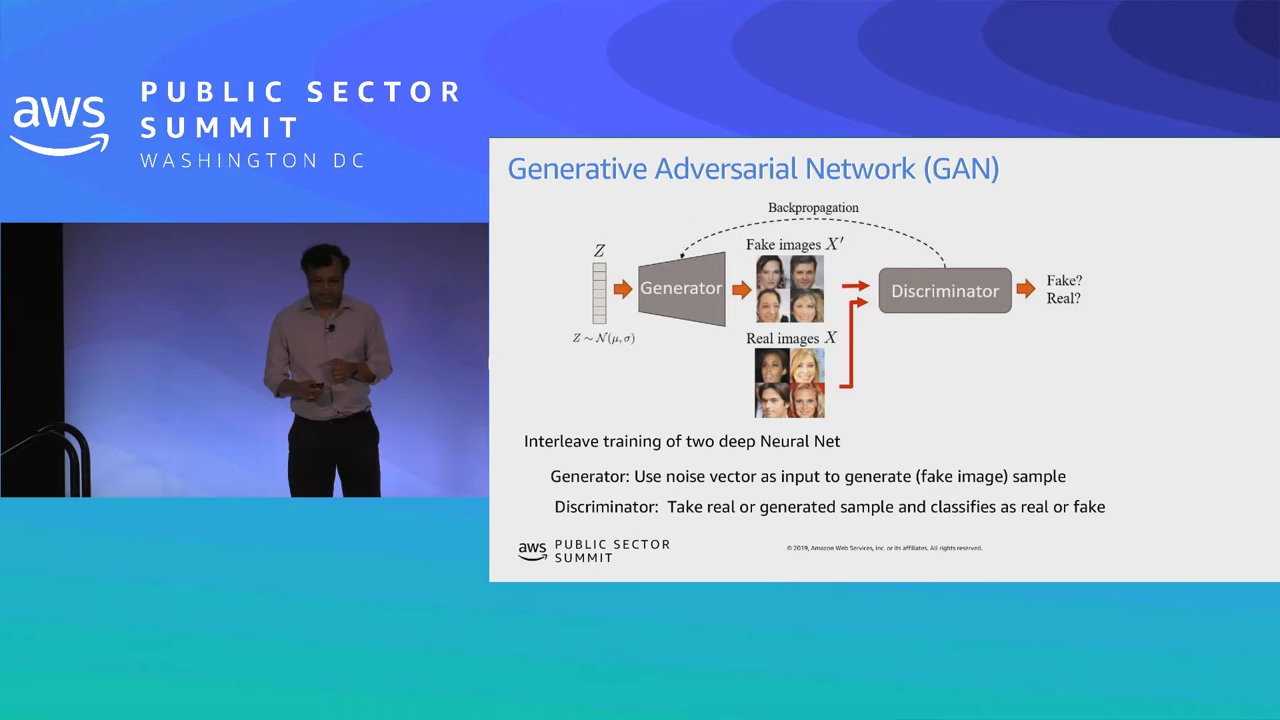 aws
PUBLIC SECTOR
SUMMIT
WASHINGTON DC
Generative Adversarial Network (GAN)
Backpropagation
Z
Fake images X′
Generator
Discriminator
Fake?
Real?
Z ~ N(μ, σ)
Real images X
Interleave training of two deep Neural Net
Generator: Use noise vector as input to generate (fake image) sample
Discriminator: Take real or generated sample and classifies as real or fake
aws
PUBLIC SECTOR
SUMMIT
© 2019, Amazon Web Services, Inc. or its affiliates. All rights reserved.